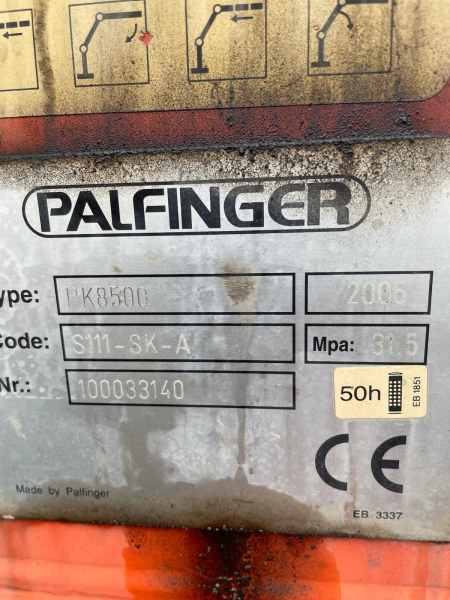 PALFINGER
ype: PK8500 2006
Code: S111-SK-A Mpa: 31.5
Nr.: 100033140
50h EB 1851
CE
Made by Palfinger
EB 3337